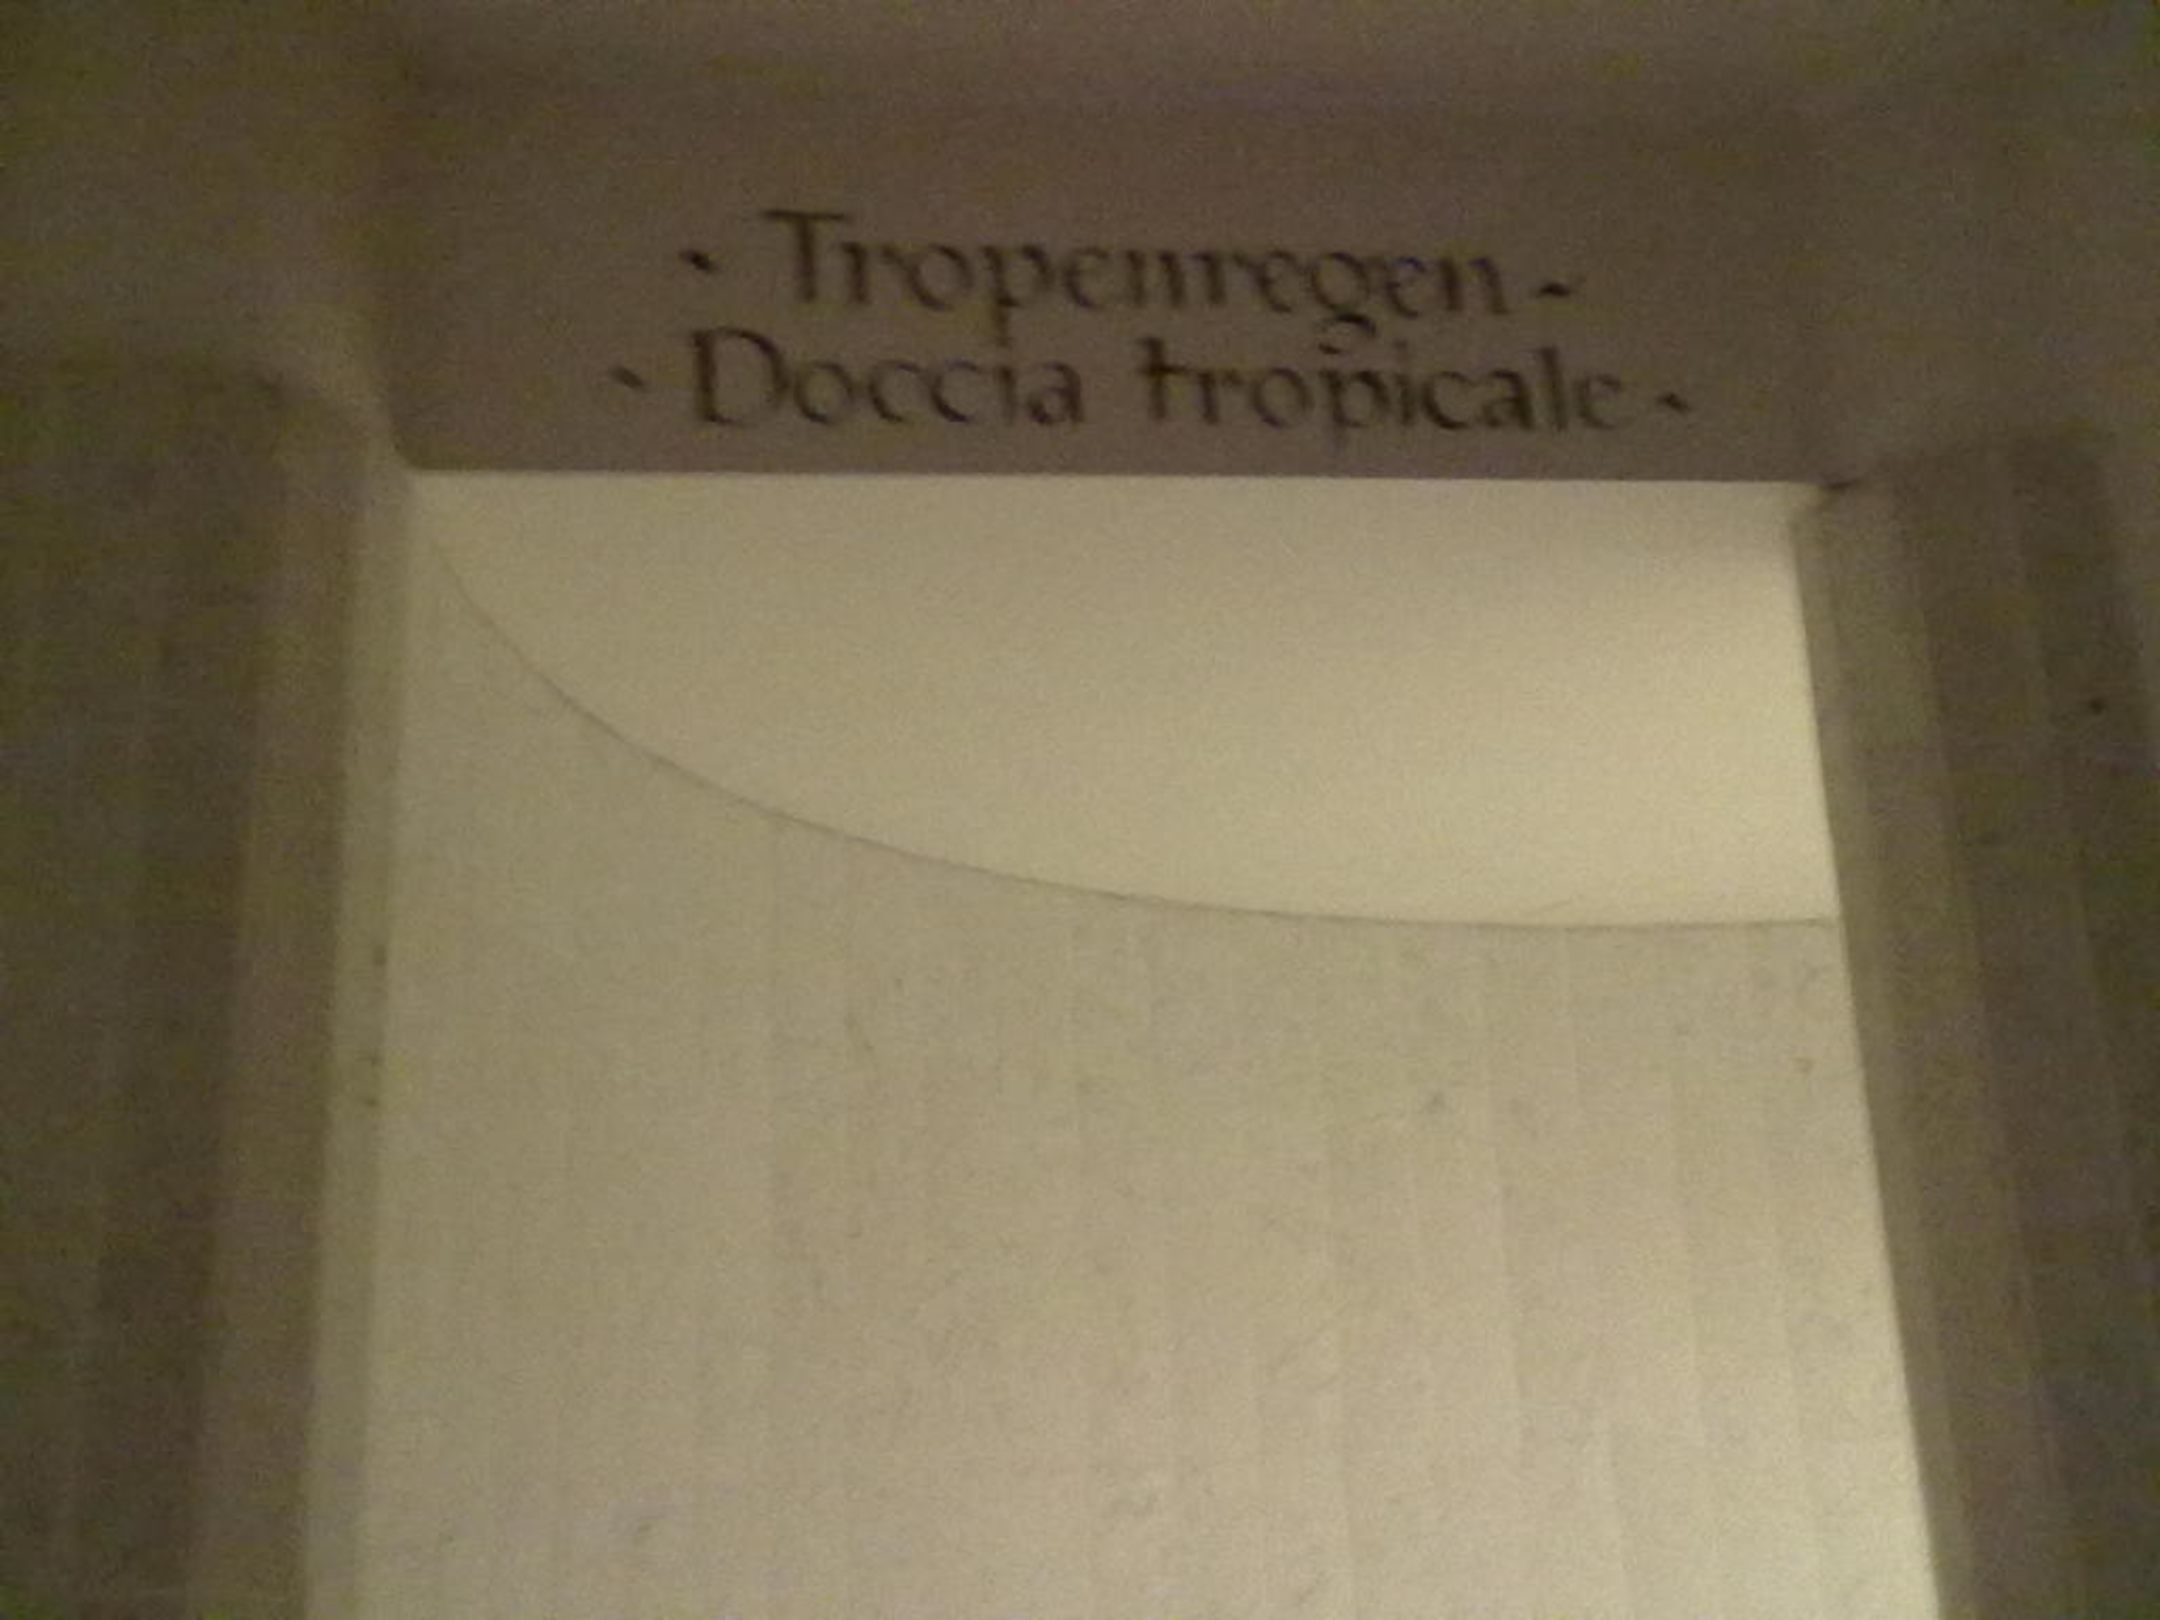 · Tropenregen ·
· Doccia tropicale ·